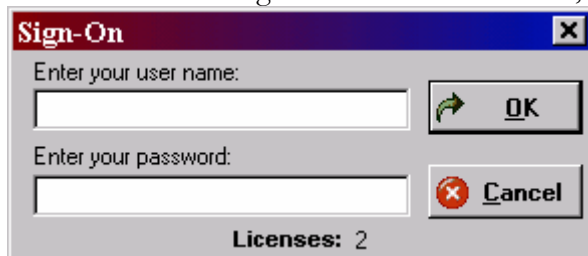 Sign-On
Enter your user name:
OK
Enter your password:
Cancel
Licenses: 2